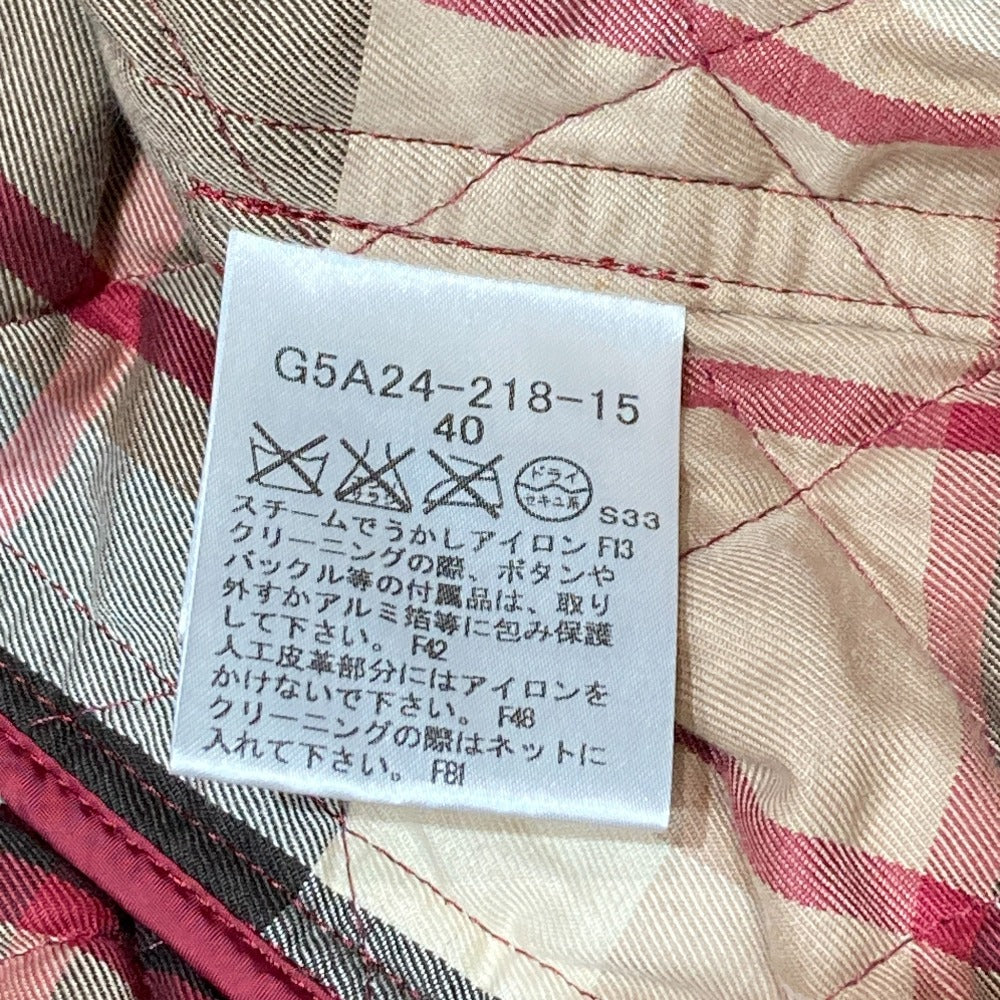 G5A24-218-15
40
ドライ
セキユ系
S33
スチームでうかしアイロン F13
クリーニングの際、ボタンや
バックル等の付属品は、取り
外すかアルミ箔等に包み保護
して下さい。 F42
人工皮革部分にはアイロンを
かけないで下さい。 F48
クリーニングの際はネットに
入れて下さい。 F81